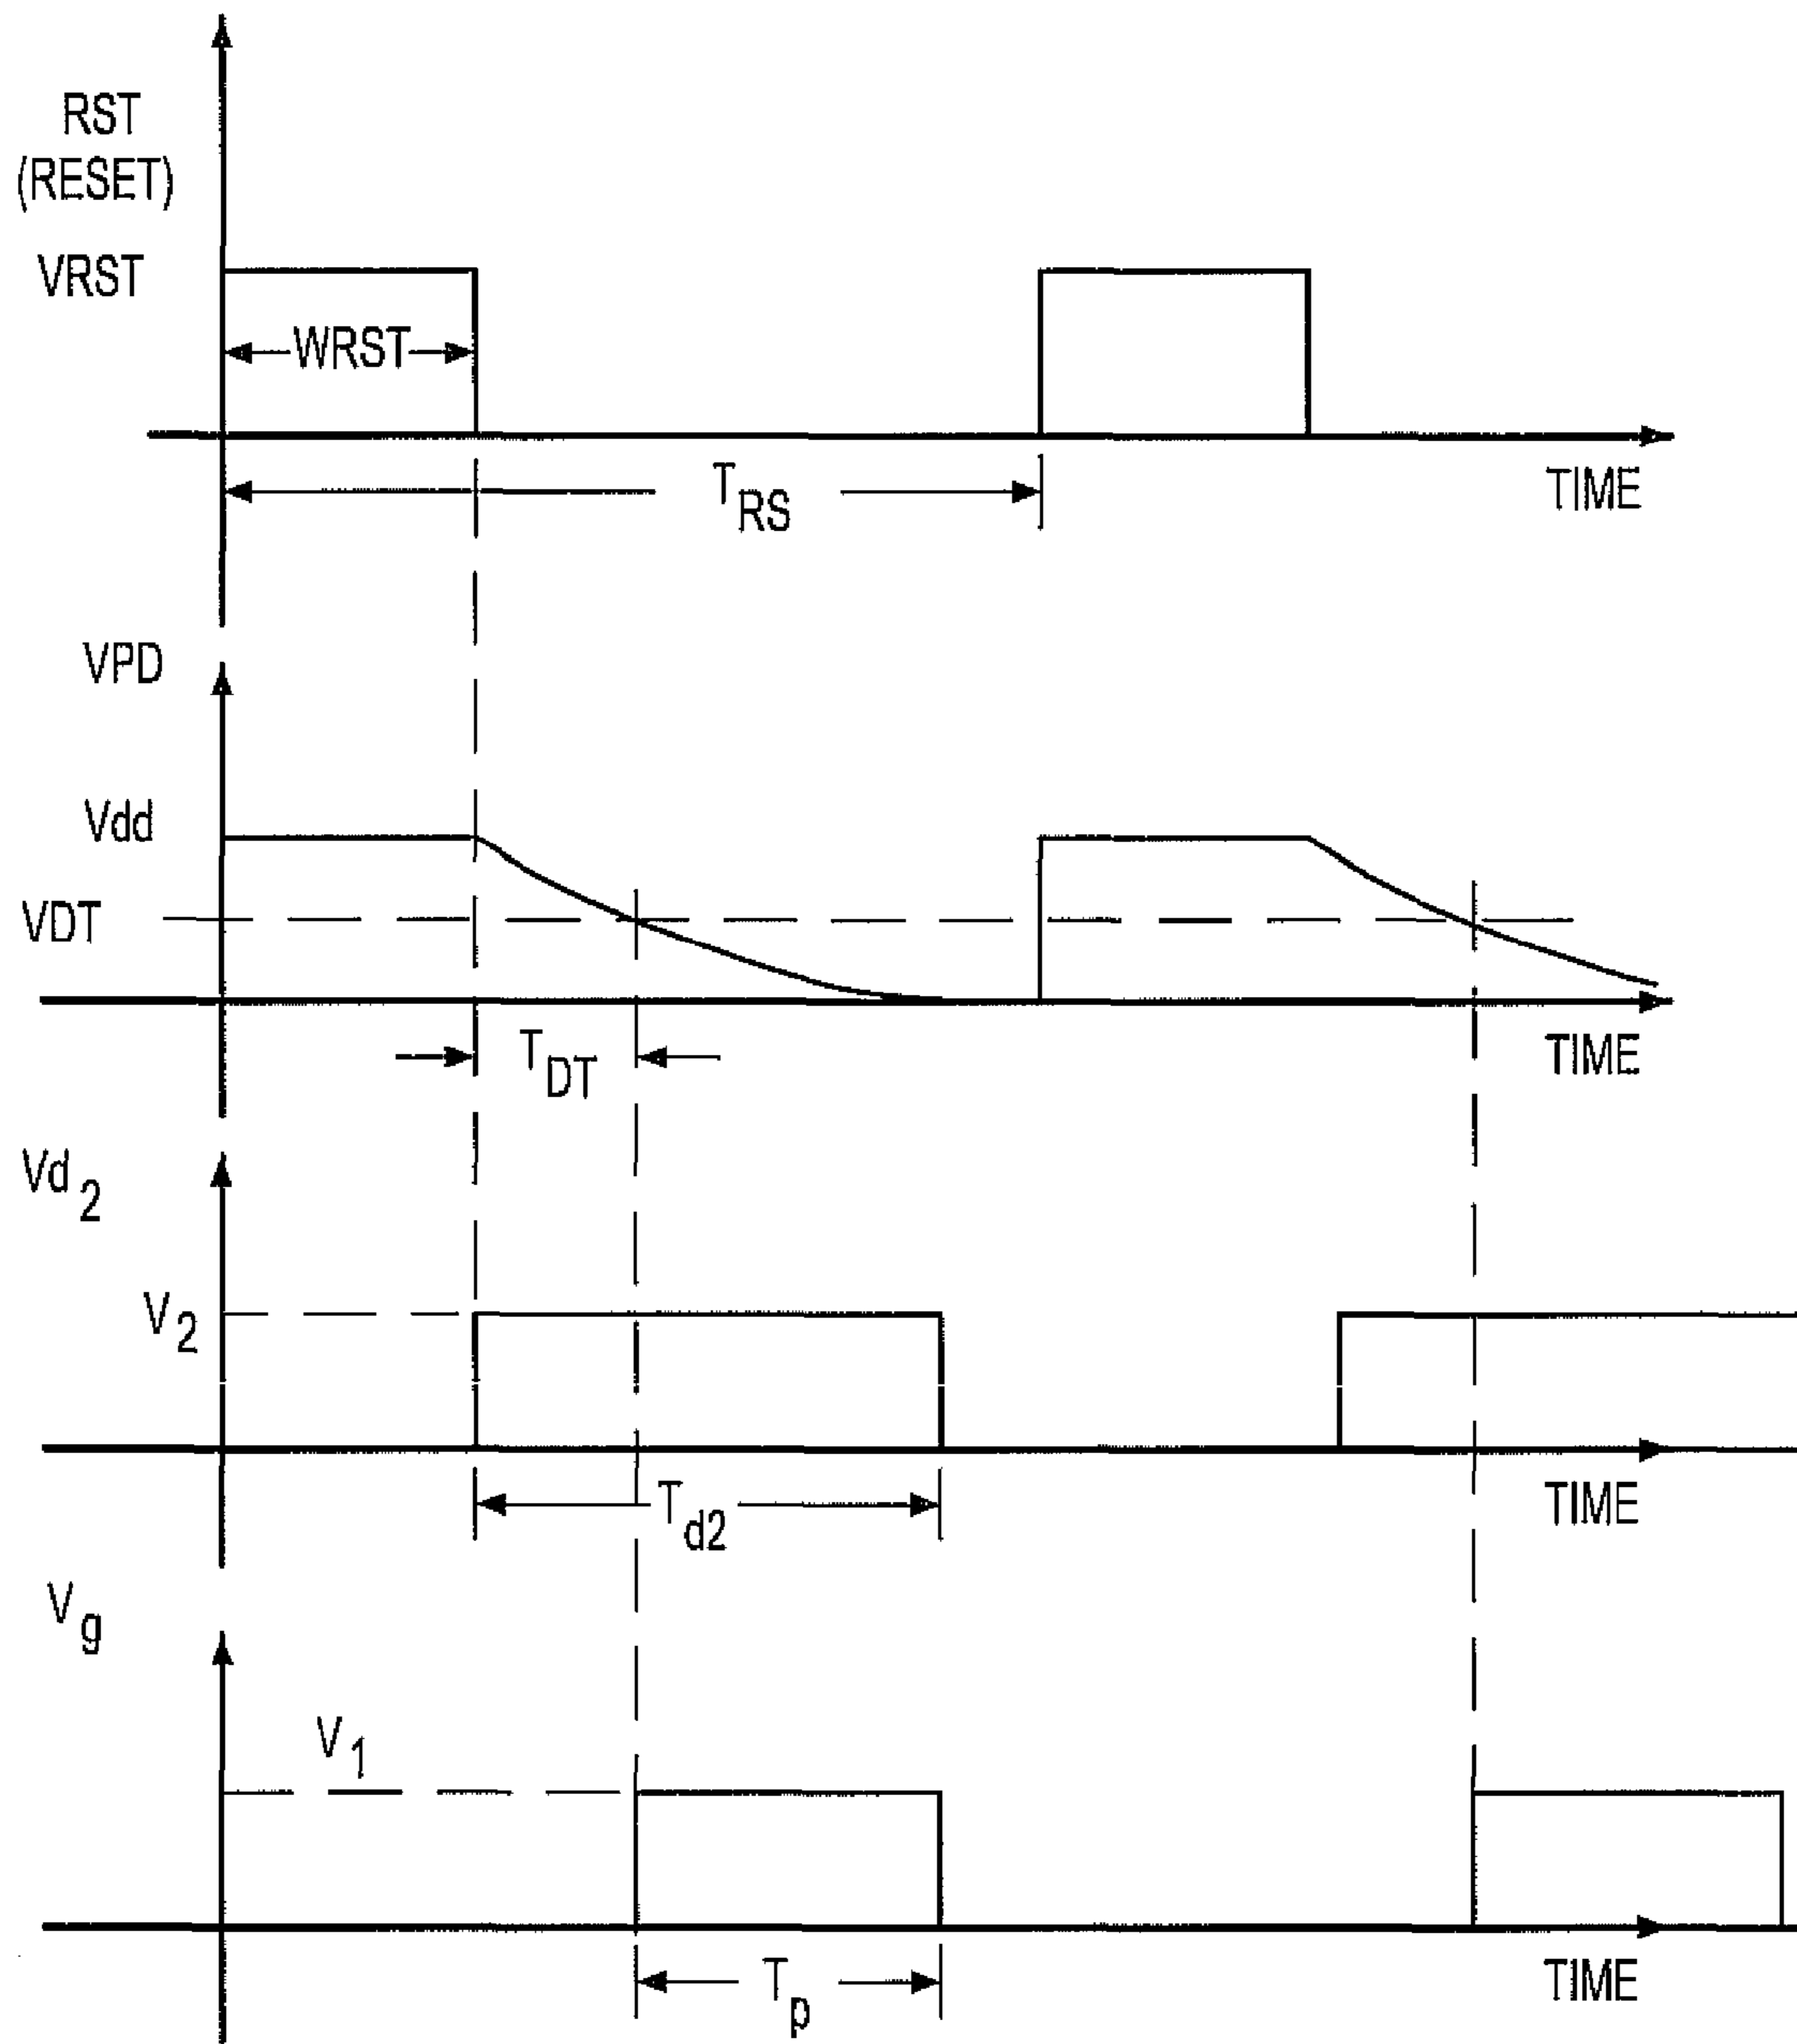 RST
(RESET)
VRST
WRST
TRS
TIME
VPD
Vdd
VDT
TDT
TIME
Vd2
V2
Td2
TIME
Vg
V1
Tp
TIME